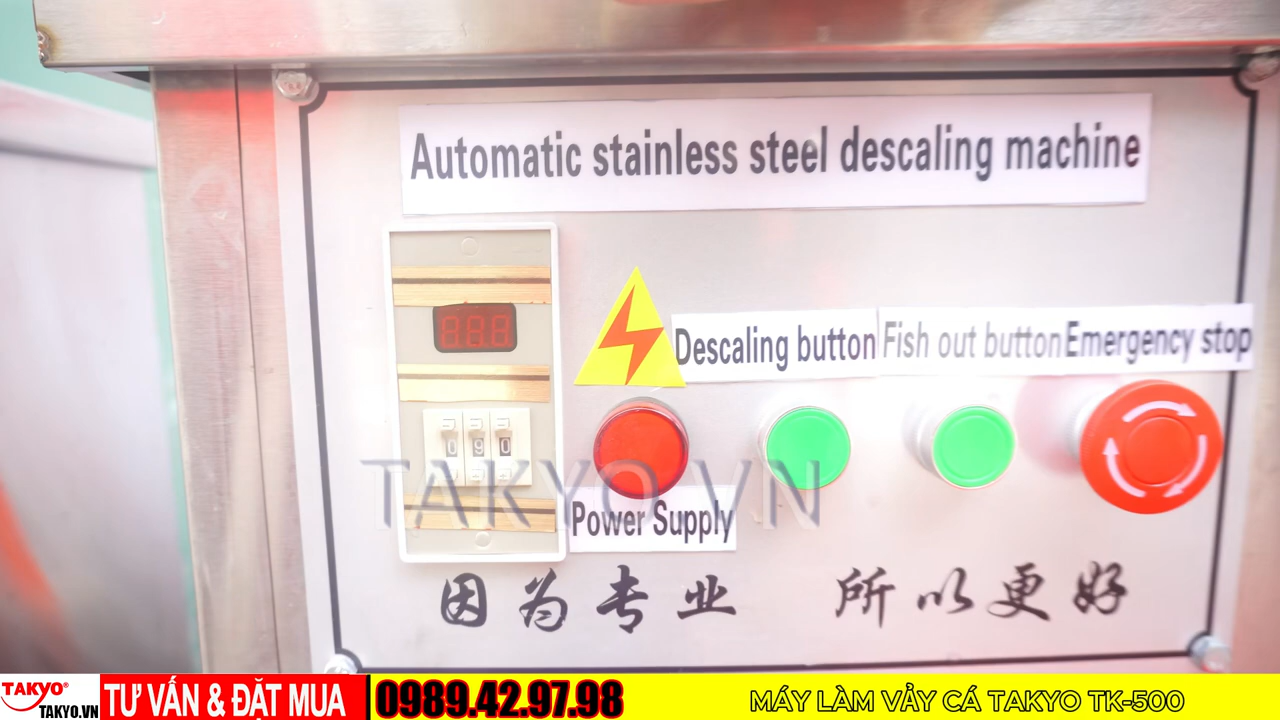 Automatic stainless steel descaling machine
Descaling button Fish out button Emergency stop
090
TAKYO.VN
Power Supply
因为专业 所以更好
TAKYO®
TAKYO.VN
TƯ VẤN & ĐẶT MUA
0989.42.97.98
MÁY LÀM VẢY CÁ TAKYO TK-500